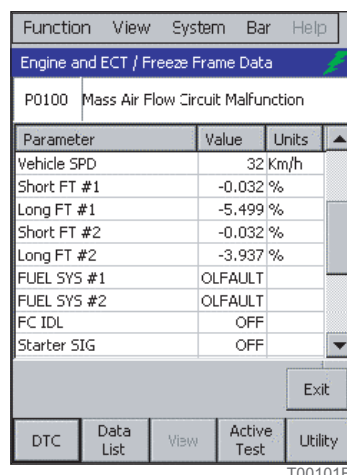 Function View System Bar Help
Engine and ECT / Freeze Frame Data
P0100 Mass Air Flow Circuit Malfunction
Parameter Value Units
Vehicle SPD 32 Km/h
Short FT #1 -0.032 %
Long FT #1 -5.499 %
Short FT #2 -0.032 %
Long FT #2 -3.937 %
FUEL SYS #1 OLFAULT
FUEL SYS #2 OLFAULT
FC IDL OFF
Starter SIG OFF
Exit
DTC Data List View Active Test Utility